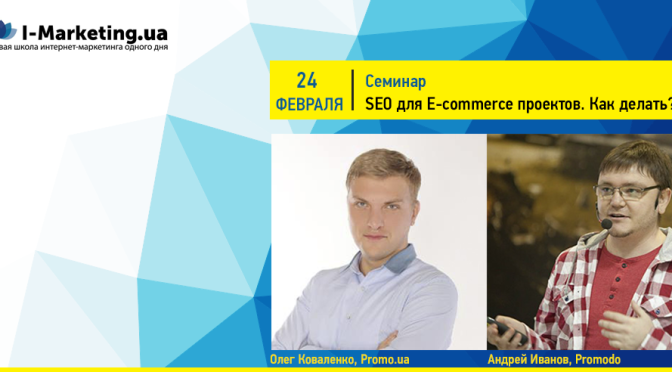 I-Marketing.ua
школа интернет-маркетинга одного дня
24
ФЕВРАЛЯ
Семинар
SEO для E-commerce проектов. Как делать?
Олег Коваленко, Promo.ua
Андрей Иванов, Promodo